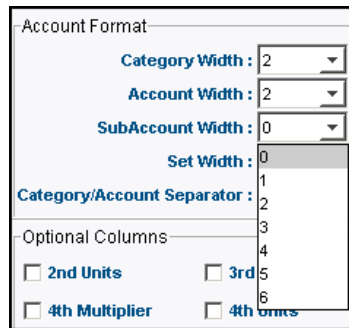 Account Format
Category Width : 2
Account Width : 2
SubAccount Width : 0
Set Width : 0
1
Category/Account Separator :
2
3
Optional Columns
4
2nd Units 3rd 5
6
4th Multiplier 4th Units